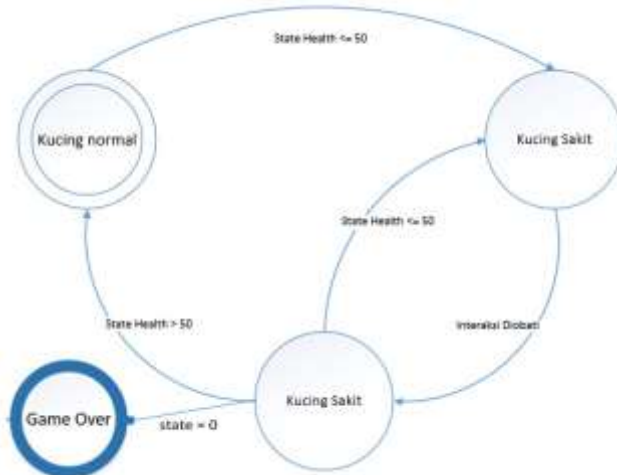 State Health <= 50
Kucing normal
Kucing Sakit
State Health <= 50
State Health > 50
Interaksi Diobati
Kucing Sakit
Game Over
state = 0